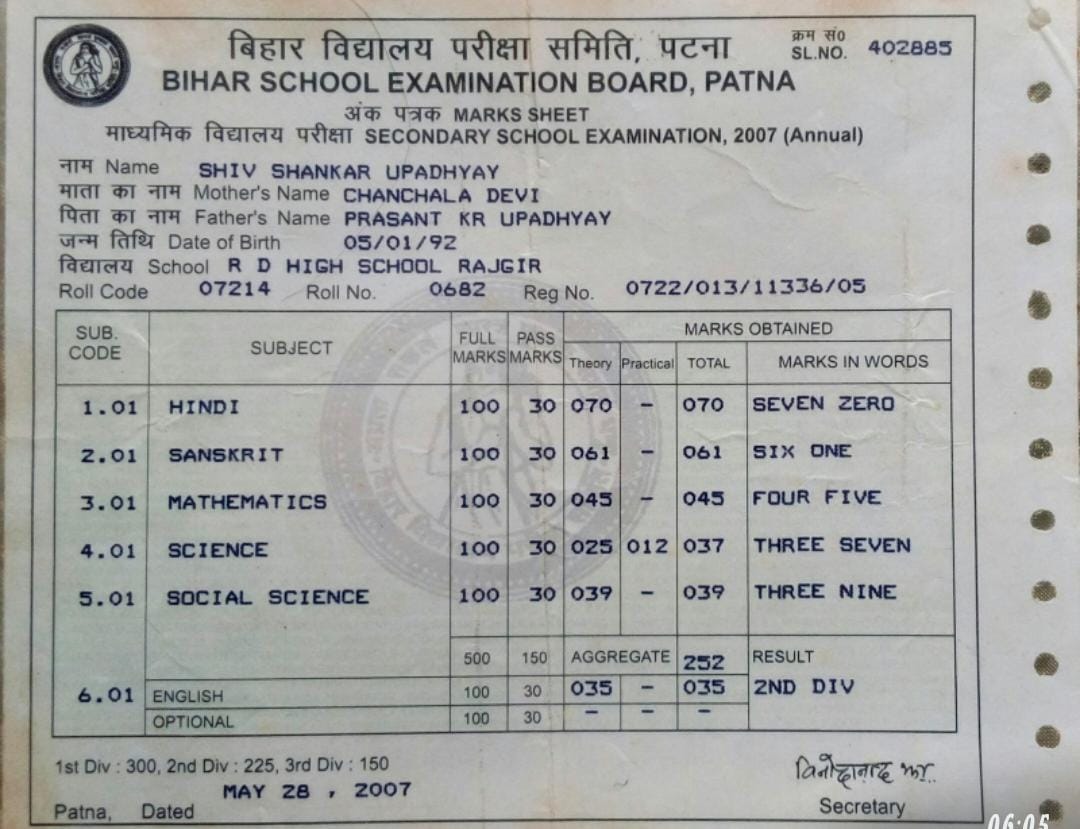 बिहार विद्यालय परीक्षा समिति, पटना
क्रम सं०
SL.NO. 402885
BIHAR SCHOOL EXAMINATION BOARD, PATNA
अंक पत्रक MARKS SHEET
माध्यमिक विद्यालय परीक्षा SECONDARY SCHOOL EXAMINATION, 2007 (Annual)
नाम Name SHIV SHANKAR UPADHYAY
माता का नाम Mother's Name CHANCHALA DEVI
पिता का नाम Father's Name PRASANT KR UPADHYAY
जन्म तिथि Date of Birth 05/01/92
विद्यालय School R D HIGH SCHOOL RAJGIR
Roll Code 07214 Roll No. 0682 Reg No. 0722/013/11336/05
SUB. CODE SUBJECT FULL MARKS PASS MARKS MARKS OBTAINED
Theory Practical TOTAL MARKS IN WORDS
1.01 HINDI 100 30 070 - 070 SEVEN ZERO
2.01 SANSKRIT 100 30 061 - 061 SIX ONE
3.01 MATHEMATICS 100 30 045 - 045 FOUR FIVE
4.01 SCIENCE 100 30 025 012 037 THREE SEVEN
5.01 SOCIAL SCIENCE 100 30 039 - 039 THREE NINE
500 150 AGGREGATE 252 RESULT
6.01 ENGLISH 100 30 035 - 035 2ND DIV
OPTIONAL 100 30 - - -
1st Div : 300, 2nd Div : 225, 3rd Div : 150
विनोदानन्द झा
Patna, Dated MAY 28 , 2007
Secretary
06:05